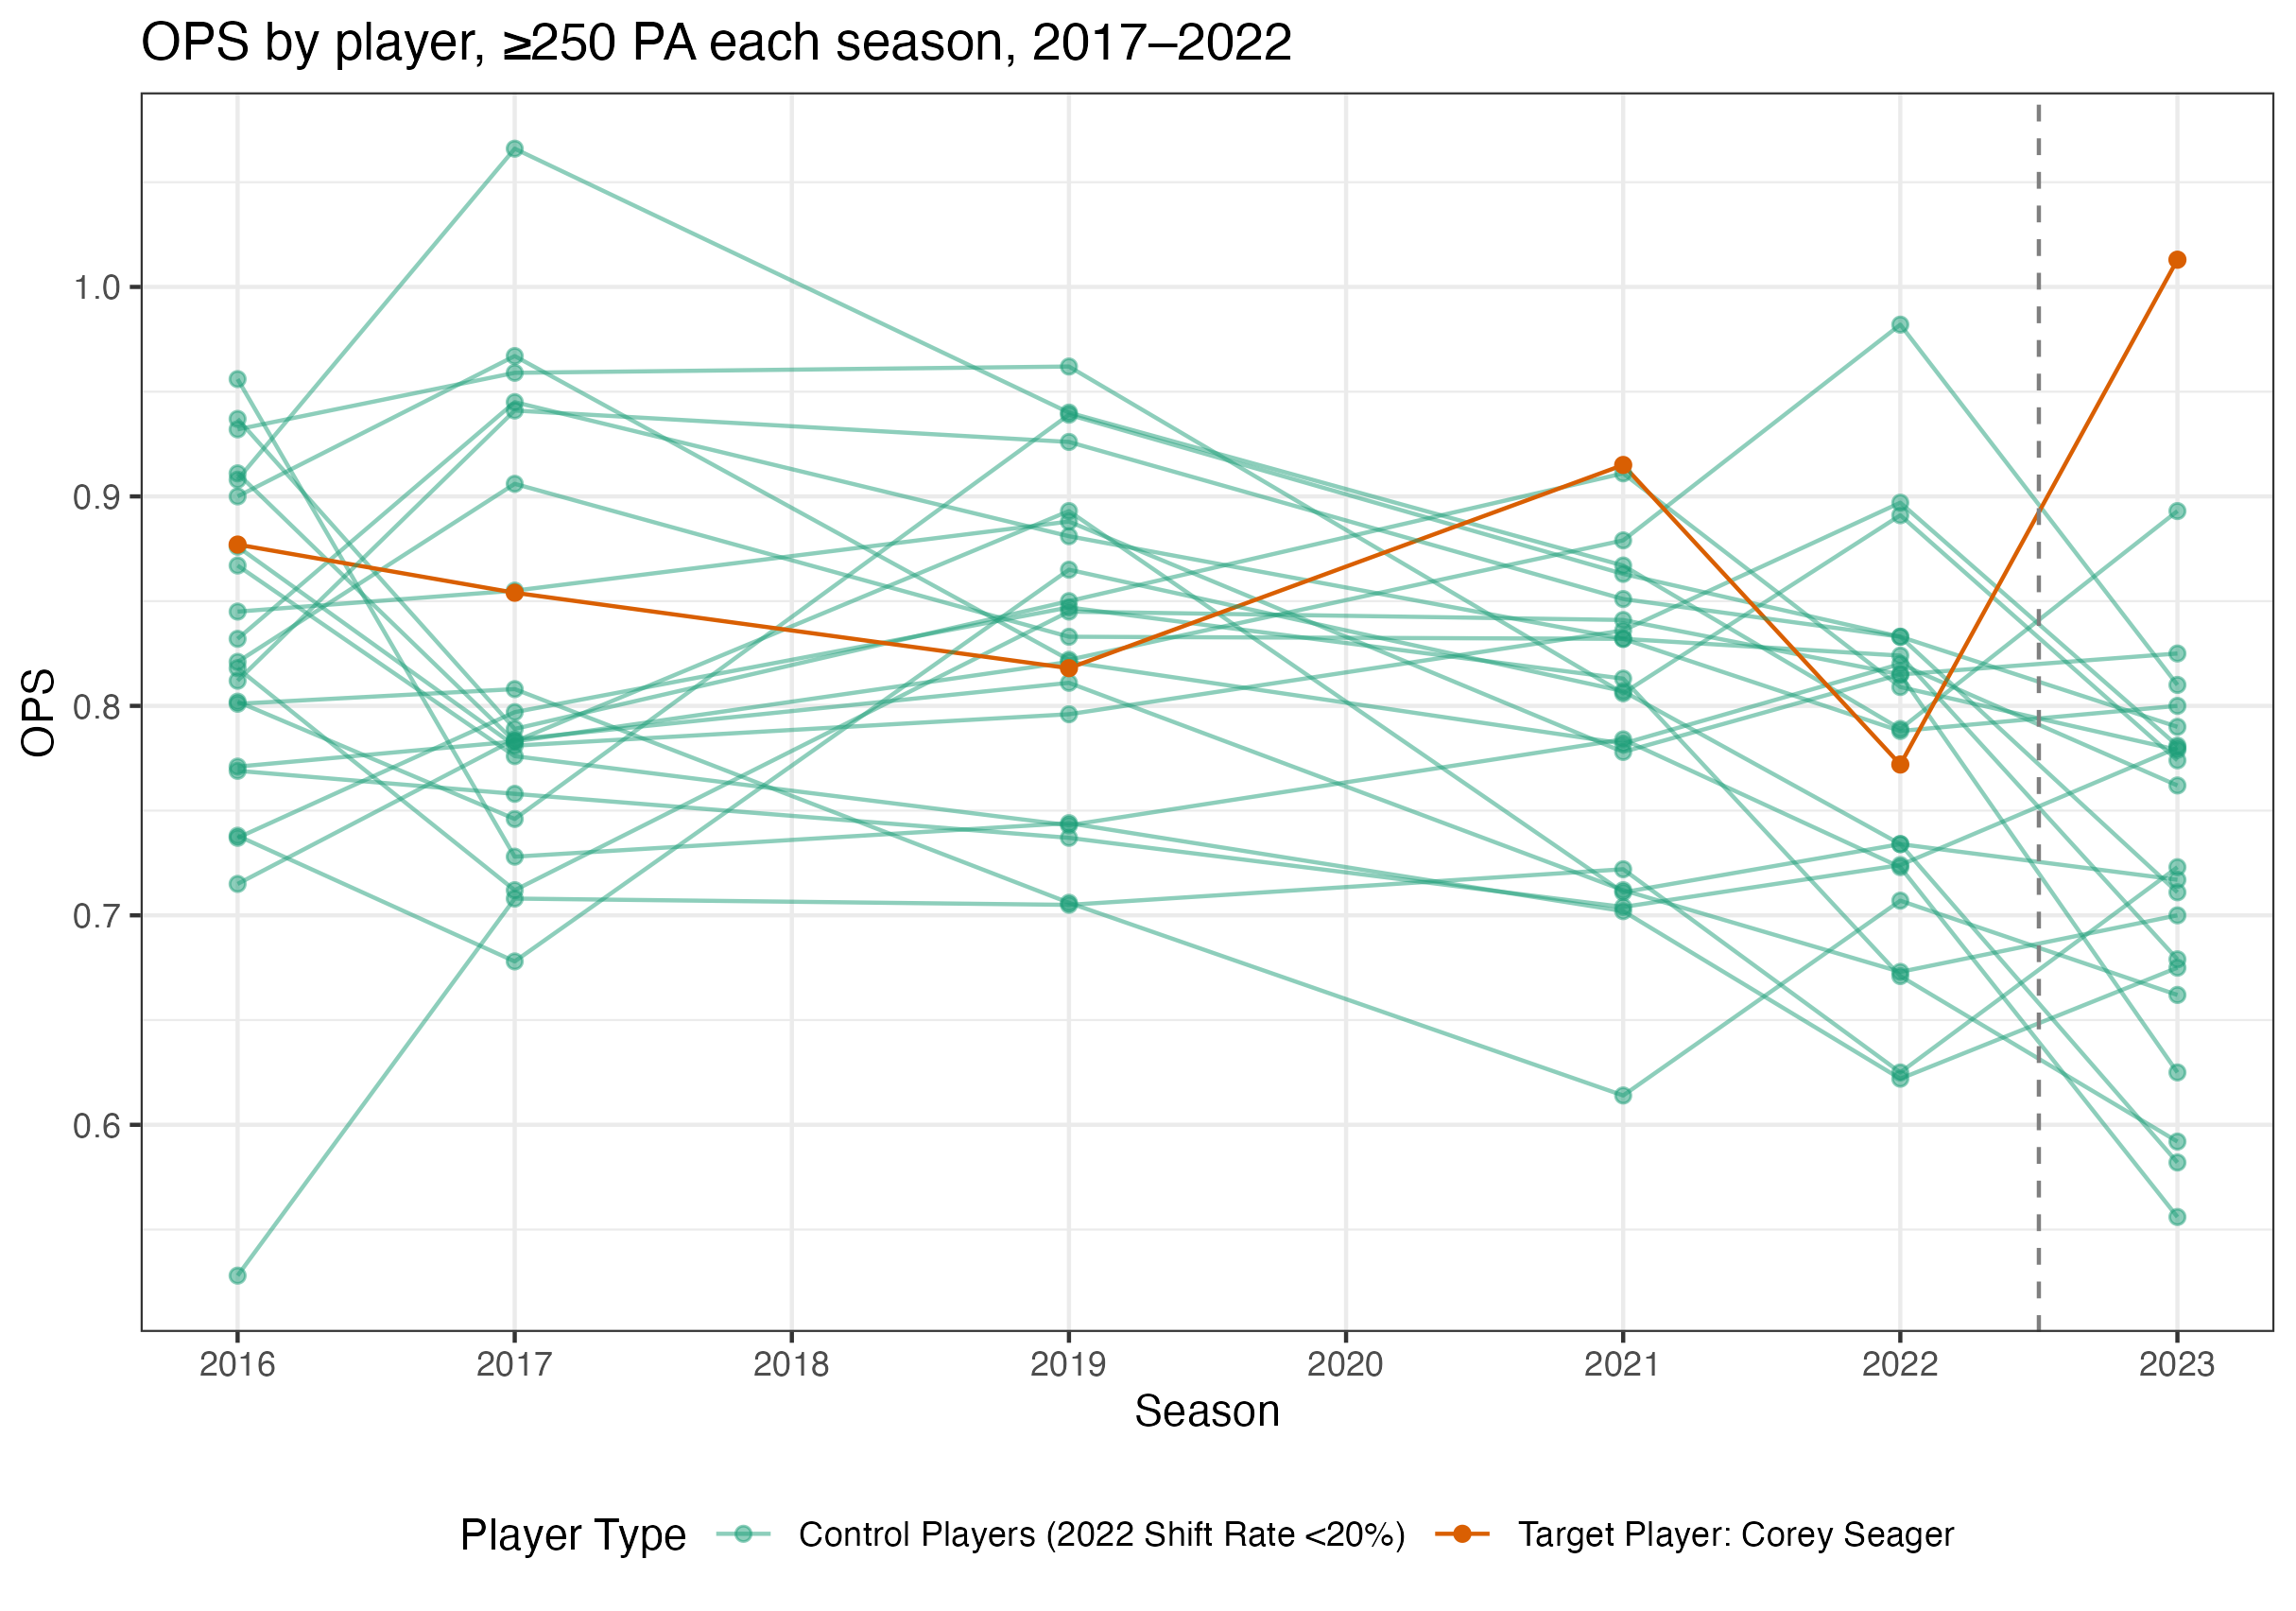 OPS by player, ≥250 PA each season, 2017–2022
OPS
1.0
0.9
0.8
0.7
0.6
2016 2017 2018 2019 2020 2021 2022 2023
Season
Player Type Control Players (2022 Shift Rate <20%) Target Player: Corey Seager